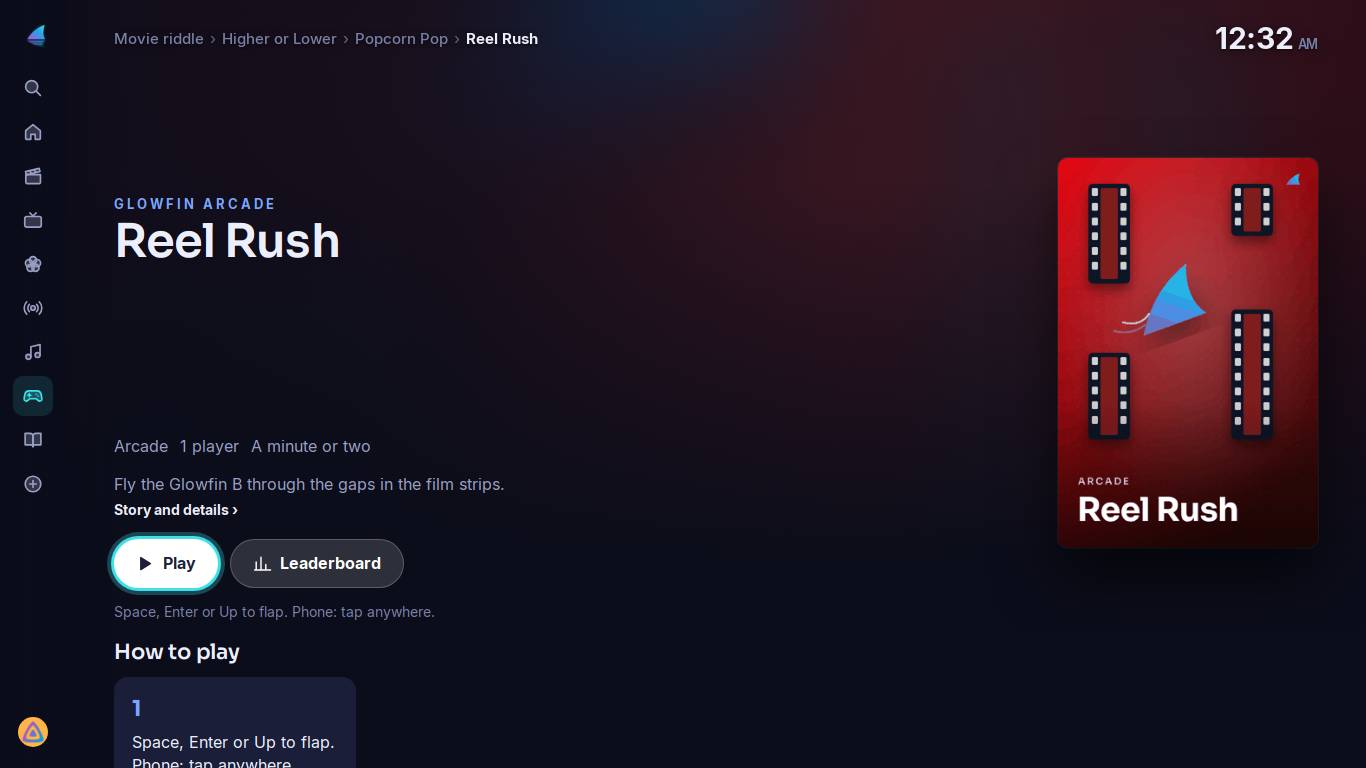 Movie riddle › Higher or Lower › Popcorn Pop › Reel Rush
12:32 AM
GLOWFIN ARCADE
Reel Rush
Arcade 1 player A minute or two
Fly the Glowfin B through the gaps in the film strips.
Story and details ›
Play
Leaderboard
Space, Enter or Up to flap. Phone: tap anywhere.
How to play
1
Space, Enter or Up to flap.
Phone: tap anywhere.
ARCADE
Reel Rush